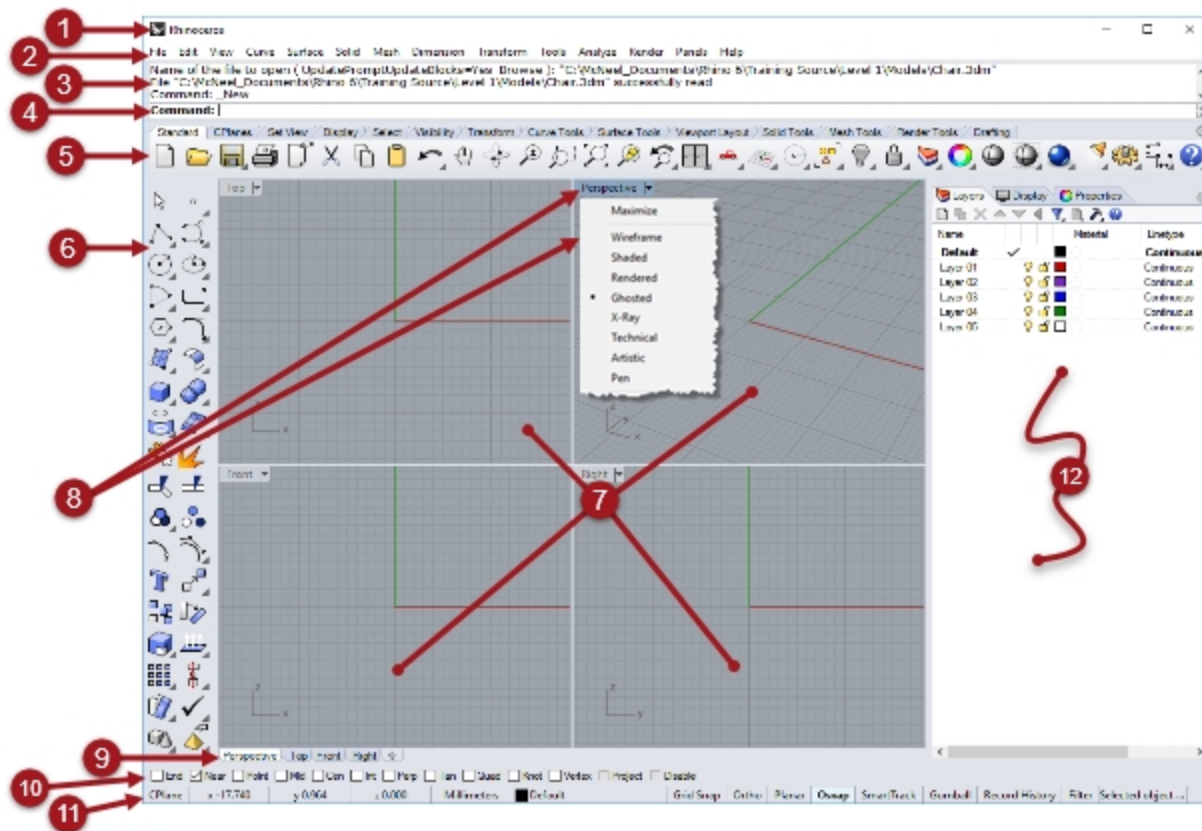 1
Rhinoceros
2
File Edit View Curve Surface Solid Mesh Dimension Transform Tools Analyze Render Panels Help
3
Name of the file to open ( UpdatePromptUpdateBlocks=Yes Browse ): "C:\McNeel_Documents\Rhino 6\Training Source\Level 1\Models\Chair.3dm"
File "C:\McNeel_Documents\Rhino 6\Training Source\Level 1\Models\Chair.3dm" successfully read
Command: _New
4
Command:
Standard CPlanes Set View Display Select Visibility Transform Curve Tools Surface Tools Viewport Layout Solid Tools Mesh Tools Render Tools Drafting
5
6
Top
Perspective
Maximize
Wireframe
Shaded
Rendered
Ghosted
X-Ray
Technical
Artistic
Pen
x
z
x
Layers Display Properties
Name Material Linetype
Default Continuous
Layer 01 Continuous
Layer 02 Continuous
Layer 03 Continuous
Layer 04 Continuous
Layer 05 Continuous
8
Front
Right
7
12
z
x
z
y
9
Perspective Top Front Right
10
End Near Point Mid Cen Int Perp Tan Quad Knot Vertex Project Disable
11
CPlane x -17.740 y 0.964 z 0.000 Millimeters Default Grid Snap Ortho Planar Osnap SmartTrack Gumball Record History Filter Selected object ...